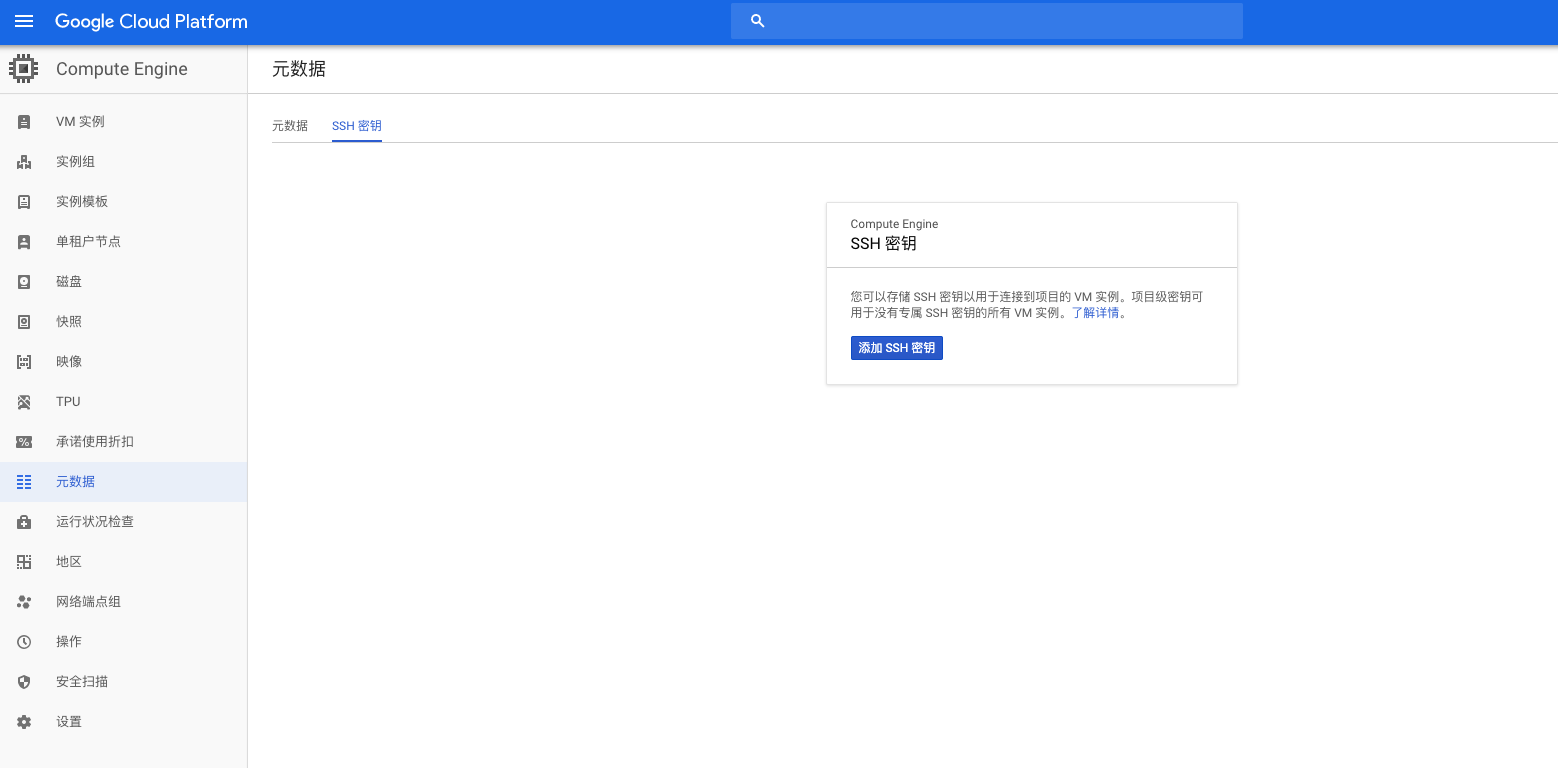 Google Cloud Platform
Compute Engine
元数据
VM 实例
实例组
实例模板
单租户节点
磁盘
快照
映像
TPU
承诺使用折扣
元数据
运行状况检查
地区
网络端点组
操作
安全扫描
设置
元数据
SSH 密钥
Compute Engine
SSH 密钥
您可以存储 SSH 密钥以用于连接到项目的 VM 实例。项目级密钥可
用于没有专属 SSH 密钥的所有 VM 实例。了解详情。
添加 SSH 密钥